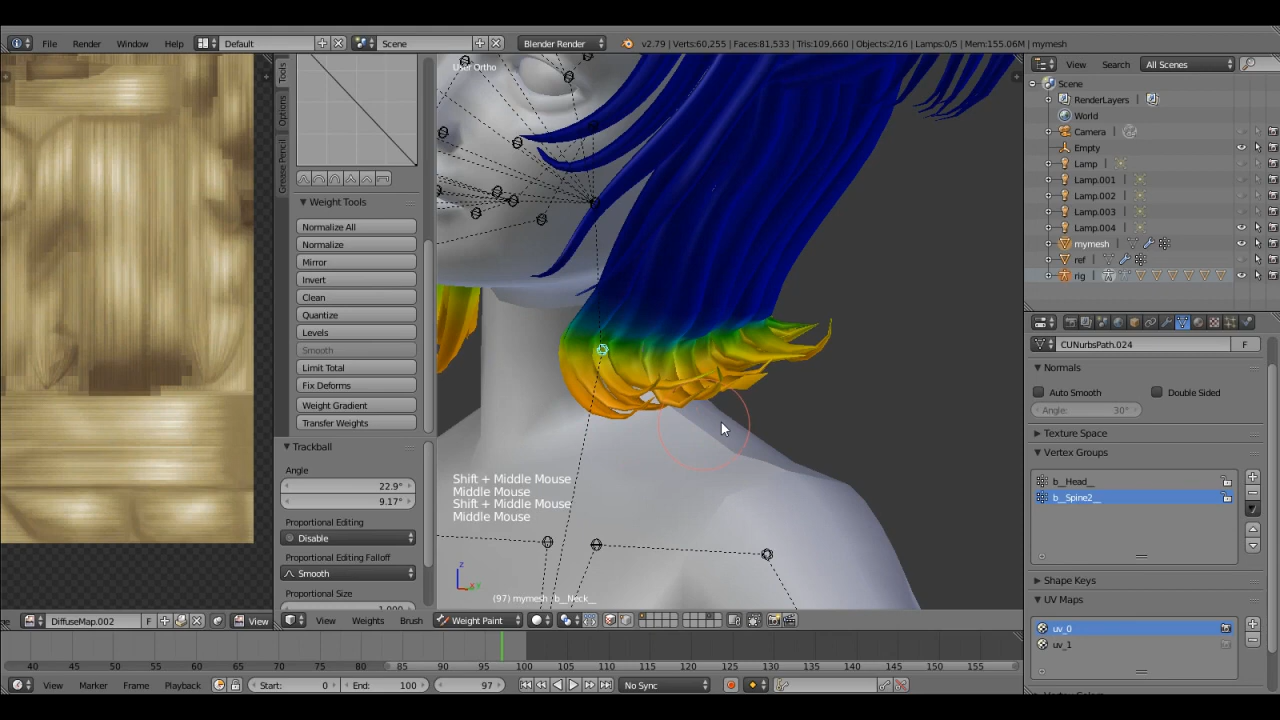 File Render Window Help Default Scene Blender Render v2.79 | Verts:60,255 | Faces:81,533 | Tris:109,660 | Objects:2/16 | Lamps:0/5 | Mem:155.06M | mymesh
User Ortho
Tools
Options
Grease Pencil
Weight Tools
Normalize All
Normalize
Mirror
Invert
Clean
Quantize
Levels
Smooth
Limit Total
Fix Deforms
Weight Gradient
Transfer Weights
Trackball
Angle
22.9°
9.17°
Proportional Editing
Disable
Proportional Editing Falloff
Smooth
Proportional Size
Shift + Middle Mouse
Middle Mouse
Shift + Middle Mouse
Middle Mouse
z
(97) mymesh : b__Neck__
View Search All Scenes
Scene
RenderLayers
World
Camera
Empty
Lamp
Lamp.001
Lamp.002
Lamp.003
Lamp.004
mymesh
ref
rig
CUNurbsPath.024 F
Normals
Auto Smooth Double Sided
Angle: 30°
Texture Space
Vertex Groups
b__Head__
b__Spine2__
Shape Keys
UV Maps
uv_0
uv_1
DiffuseMap.002 F View
View Weights Brush Weight Paint
40 45 50 55 60 65 70 75 80 85 90 95 100 105 110 115 120 125 130 135 140 145 150 155
View Marker Frame Playback Start: 0 End: 100 97 No Sync